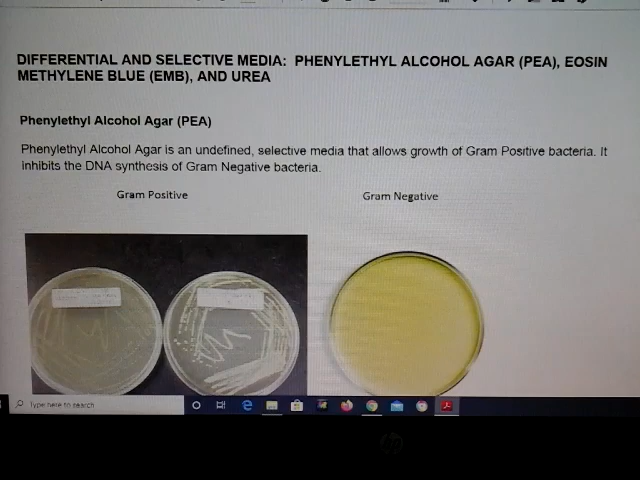 DIFFERENTIAL AND SELECTIVE MEDIA: PHENYLETHYL ALCOHOL AGAR (PEA), EOSIN
METHYLENE BLUE (EMB), AND UREA
Phenylethyl Alcohol Agar (PEA)
Phenylethyl Alcohol Agar is an undefined, selective media that allows growth of Gram Positive bacteria. It
inhibits the DNA synthesis of Gram Negative bacteria.
Gram Positive
Gram Negative
Type here to search
hp